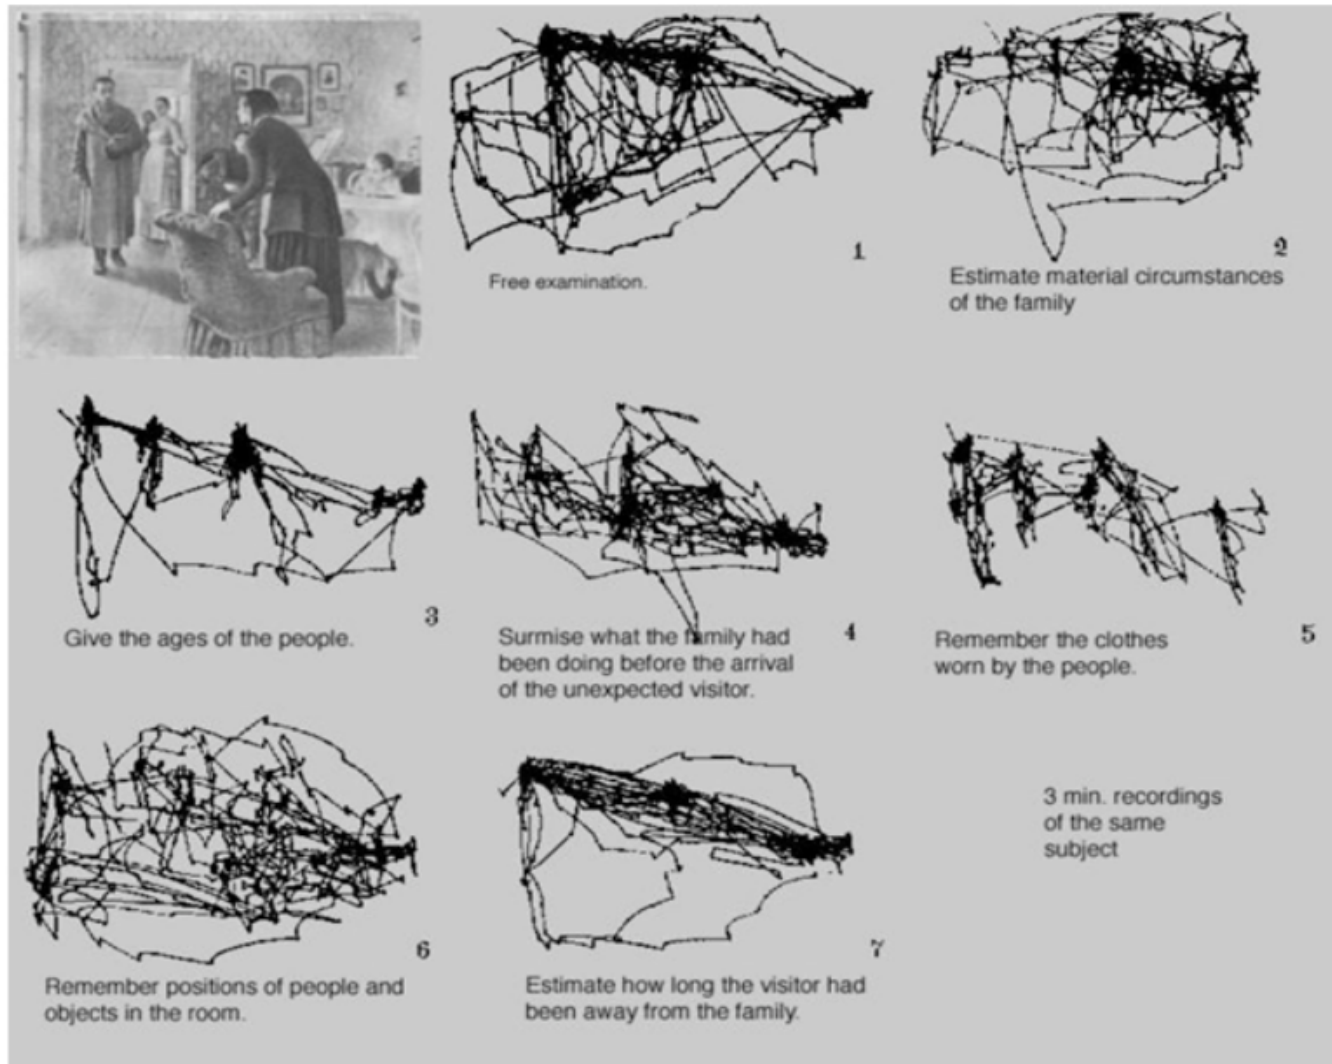 1
Free examination.
2
Estimate material circumstances
of the family
3
Give the ages of the people.
4
Surmise what the family had
been doing before the arrival
of the unexpected visitor.
5
Remember the clothes
worn by the people.
6
Remember positions of people and
objects in the room.
7
Estimate how long the visitor had
been away from the family.
3 min. recordings
of the same
subject